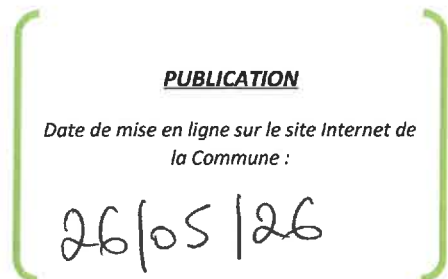 PUBLICATION
Date de mise en ligne sur le site Internet de
la Commune :
26/05/26